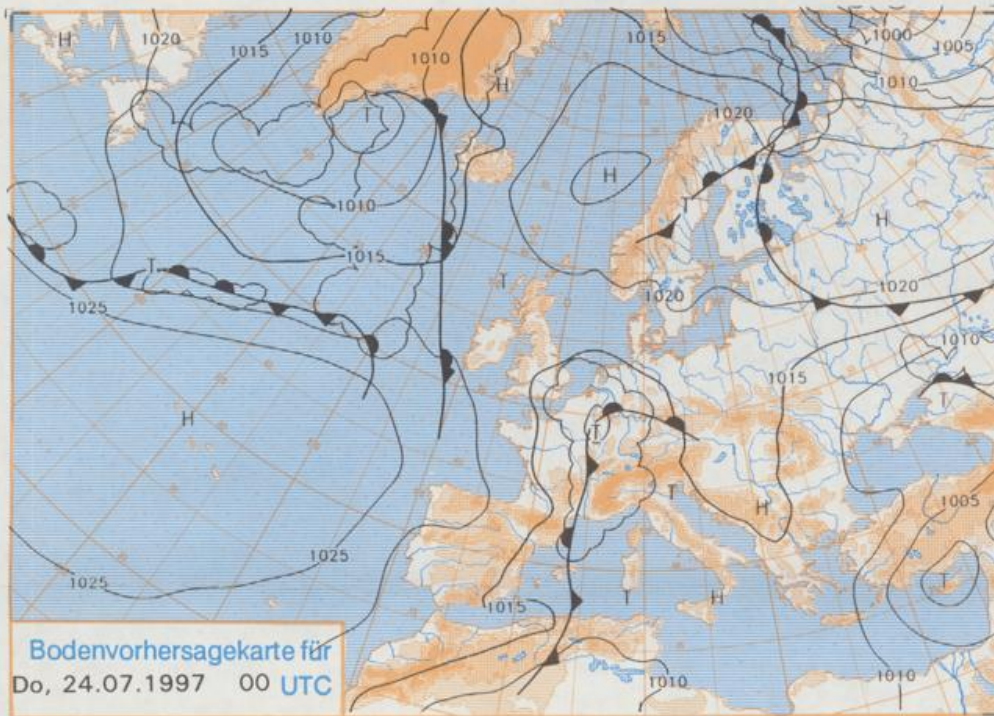 H 1020 1015 1010 1010 H 1015 1000 1005
1010
T 1020
1010 H T H
1015 T
T 1020 1020
1025 1010
1015 T
H T
T H 1005
1025
1025 1015 T H T
Bodenvorhersagekarte für
Do, 24.07.1997 00 UTC
1010 1010